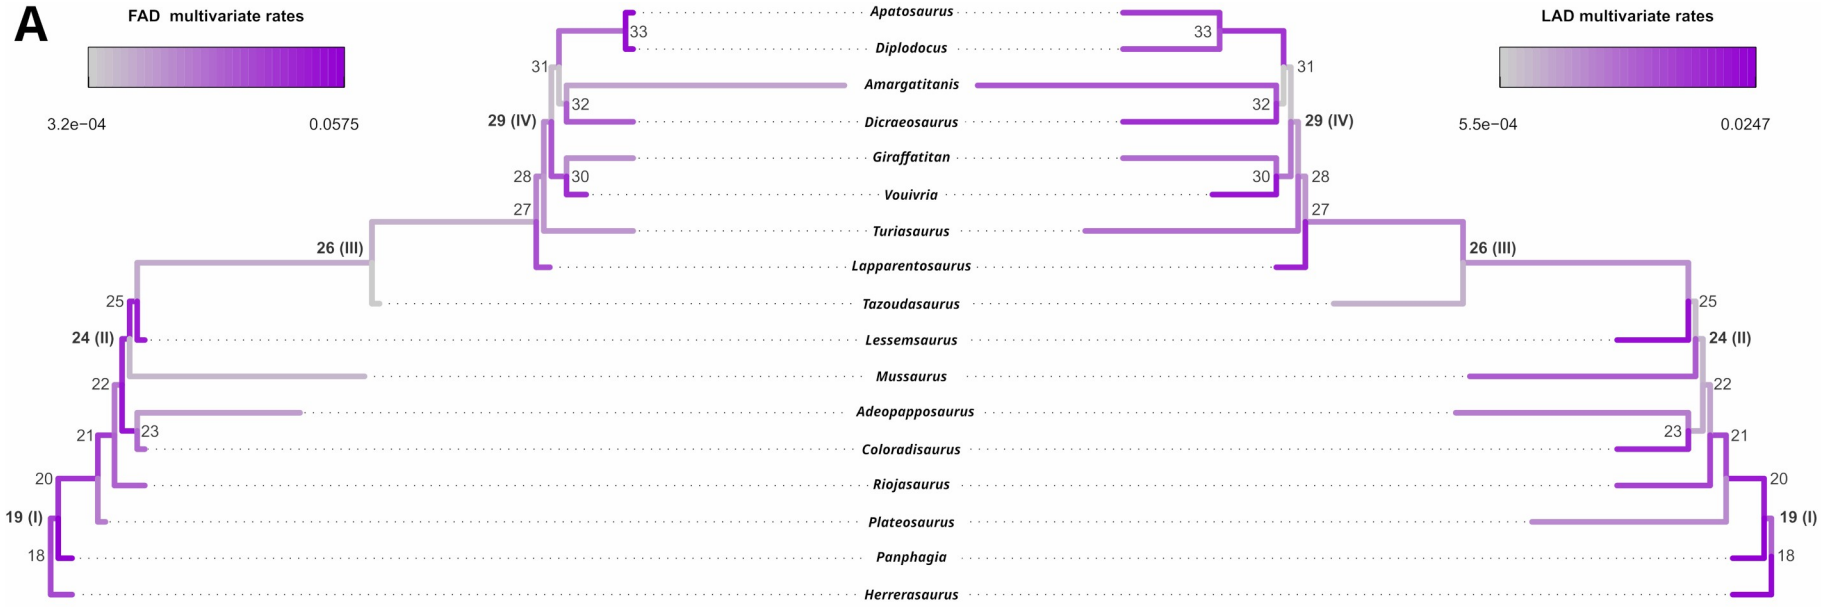 A
FAD multivariate rates
3.2e−04 0.0575
LAD multivariate rates
5.5e−04 0.0247
Apatosaurus
33 33
Diplodocus
31 31
Amargatitanis
32 32
29 (IV) Dicraeosaurus 29 (IV)
Giraffatitan
28 30 30 28
Vouivria
27 27
Turiasaurus
26 (III) 26 (III)
Lapparentosaurus
25 Tazoudasaurus 25
24 (II) Lessemsaurus 24 (II)
Mussaurus
22 22
Adeopapposaurus
21 23 23 21
Coloradisaurus
20 20
Riojasaurus
19 (I) Plateosaurus 19 (I)
18 Panphagia 18
Herrerasaurus